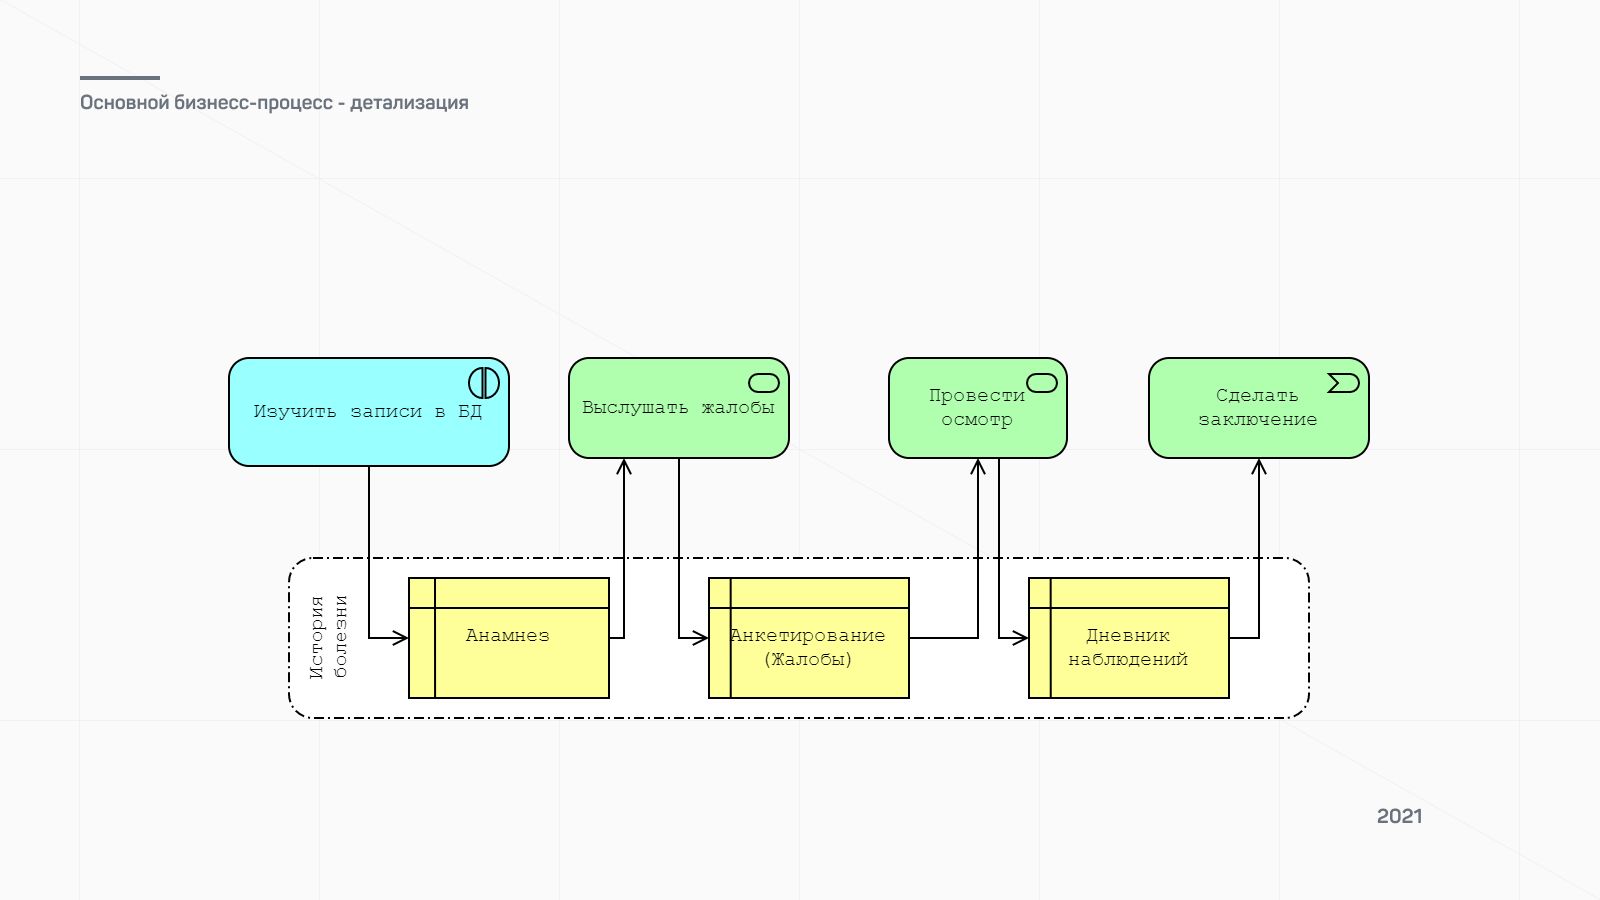 Основной бизнесс-процесс - детализация
Изучить записи в БД
Выслушать жалобы
Провести
осмотр
Сделать
заключение
История
болезни
Анамнез
Анкетирование
(Жалобы)
Дневник
наблюдений
2021